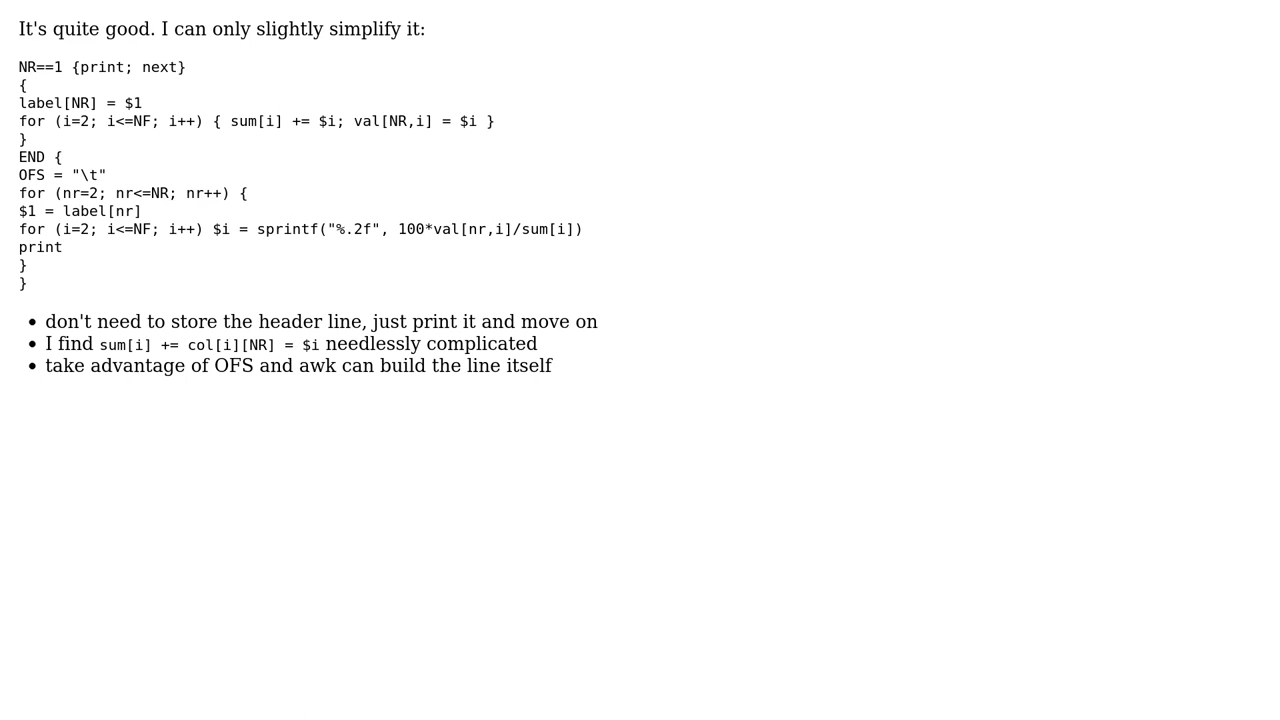 It's quite good. I can only slightly simplify it:
NR==1 {print; next}
{
label[NR] = $1
for (i=2; i<=NF; i++) { sum[i] += $i; val[NR,i] = $i }
}
END {
OFS = "\t"
for (nr=2; nr<=NR; nr++) {
$1 = label[nr]
for (i=2; i<=NF; i++) $i = sprintf("%.2f", 100*val[nr,i]/sum[i])
print
}
}
• don't need to store the header line, just print it and move on
• I find sum[i] += col[i][NR] = $i needlessly complicated
• take advantage of OFS and awk can build the line itself